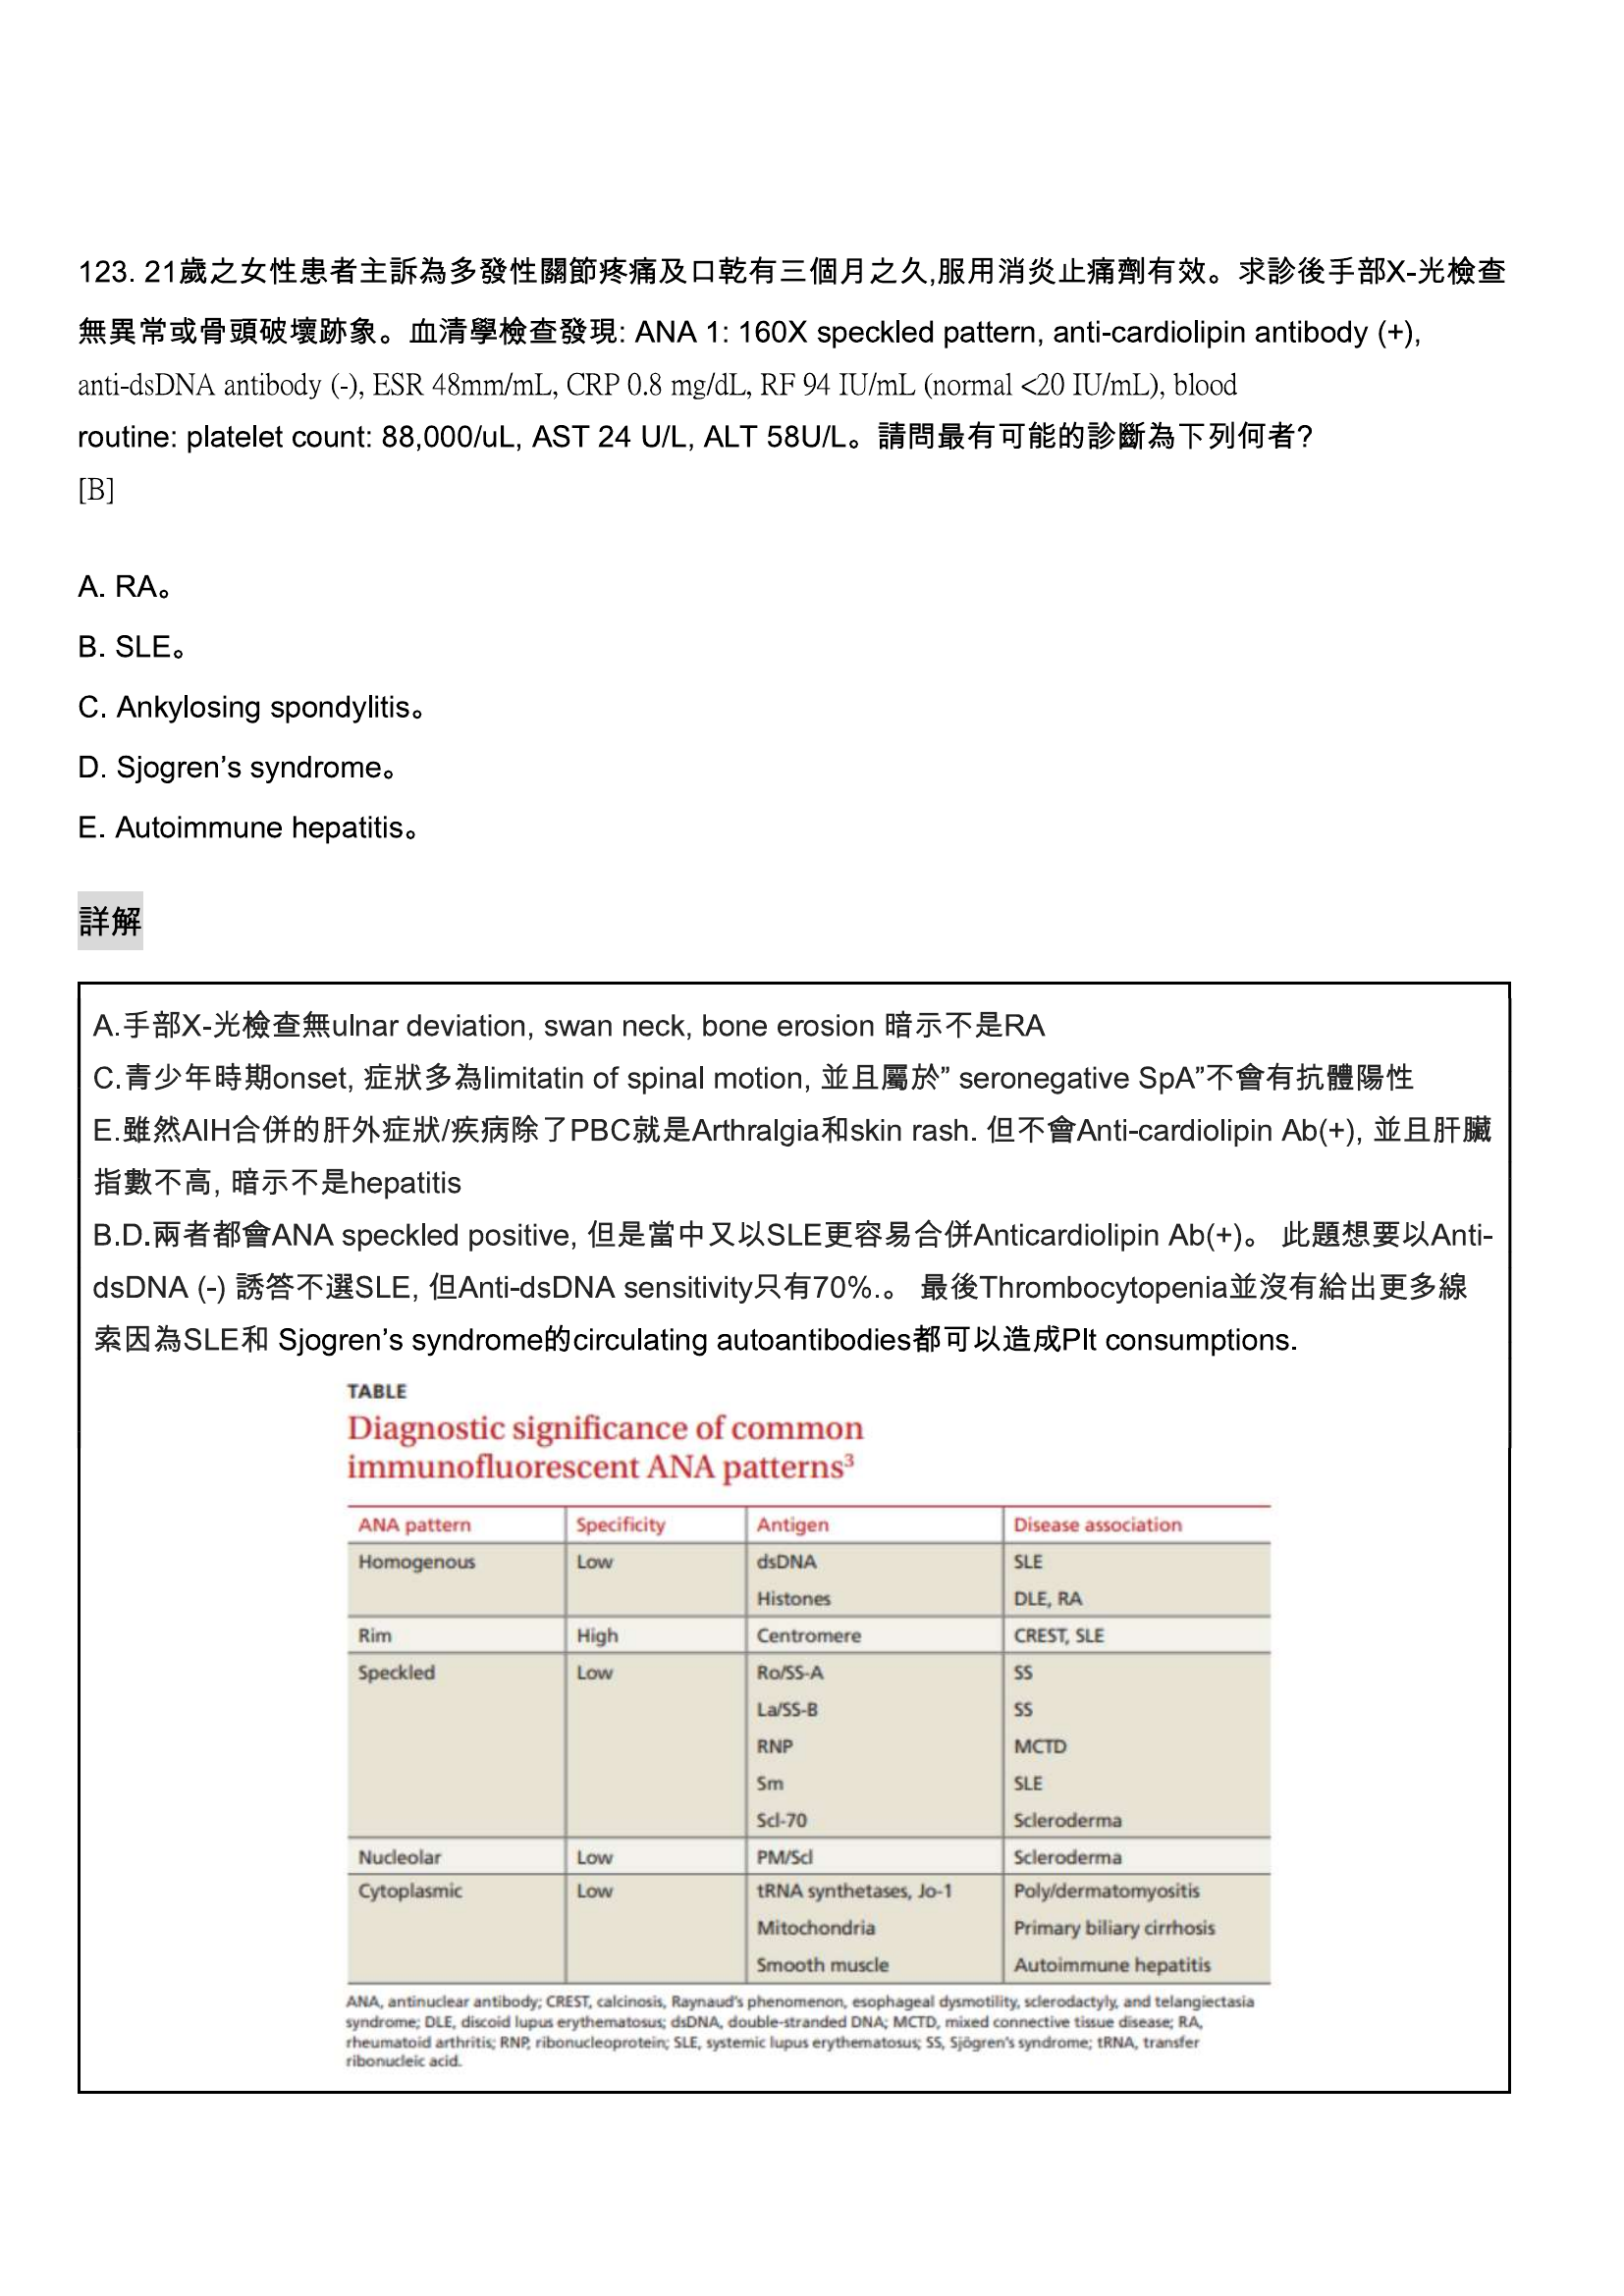 123. 21歲之女性患者主訴為多發性關節疼痛及口乾有三個月之久,服用消炎止痛劑有效。求診後手部X-光檢查
無異常或骨頭破壞跡象。血清學檢查發現: ANA 1: 160X speckled pattern, anti-cardiolipin antibody (+),
anti-dsDNA antibody (-), ESR 48mm/mL, CRP 0.8 mg/dL, RF 94 IU/mL (normal <20 IU/mL), blood
routine: platelet count: 88,000/uL, AST 24 U/L, ALT 58U/L。請問最有可能的診斷為下列何者?
[B]
A. RA。
B. SLE。
C. Ankylosing spondylitis。
D. Sjogren’s syndrome。
E. Autoimmune hepatitis。
詳解
A.手部X-光檢查無ulnar deviation, swan neck, bone erosion 暗示不是RA
C.青少年時期onset, 症狀多為limitatin of spinal motion, 並且屬於” seronegative SpA”不會有抗體陽性
E.雖然AIH合併的肝外症狀/疾病除了PBC就是Arthralgia和skin rash. 但不會Anti-cardiolipin Ab(+), 並且肝臟
指數不高, 暗示不是hepatitis
B.D.兩者都會ANA speckled positive, 但是當中又以SLE更容易合併Anticardiolipin Ab(+)。 此題想要以Anti-
dsDNA (-) 誘答不選SLE, 但Anti-dsDNA sensitivity只有70%.。 最後Thrombocytopenia並沒有給出更多線
索因為SLE和 Sjogren’s syndrome的circulating autoantibodies都可以造成Plt consumptions.
TABLE
Diagnostic significance of common
immunofluorescent ANA patterns³
ANA pattern Specificity Antigen Disease association
Homogenous Low dsDNA SLE
Histones DLE, RA
Rim High Centromere CREST, SLE
Speckled Low Ro/SS-A SS
La/SS-B SS
RNP MCTD
Sm SLE
Scl-70 Scleroderma
Nucleolar Low PM/Scl Scleroderma
Cytoplasmic Low tRNA synthetases, Jo-1 Poly/dermatomyositis
Mitochondria Primary biliary cirrhosis
Smooth muscle Autoimmune hepatitis
ANA, antinuclear antibody; CREST, calcinosis, Raynaud's phenomenon, esophageal dysmotility, sclerodactyly, and telangiectasia
syndrome; DLE, discoid lupus erythematosus; dsDNA, double-stranded DNA; MCTD, mixed connective tissue disease; RA,
rheumatoid arthritis; RNP, ribonucleoprotein; SLE, systemic lupus erythematosus; SS, Sjögren's syndrome; tRNA, transfer
ribonucleic acid.